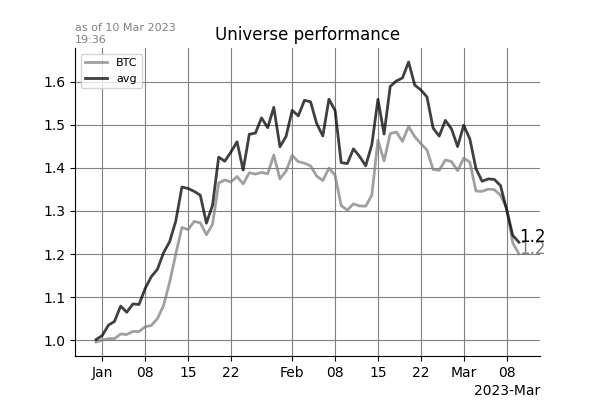 as of 10 Mar 2023
19:36
Universe performance
BTC
avg
1.6
1.5
1.4
1.3
1.2
1.1
1.0
1.2
1.2
Jan 08 15 22 Feb 08 15 22 Mar 08
2023-Mar